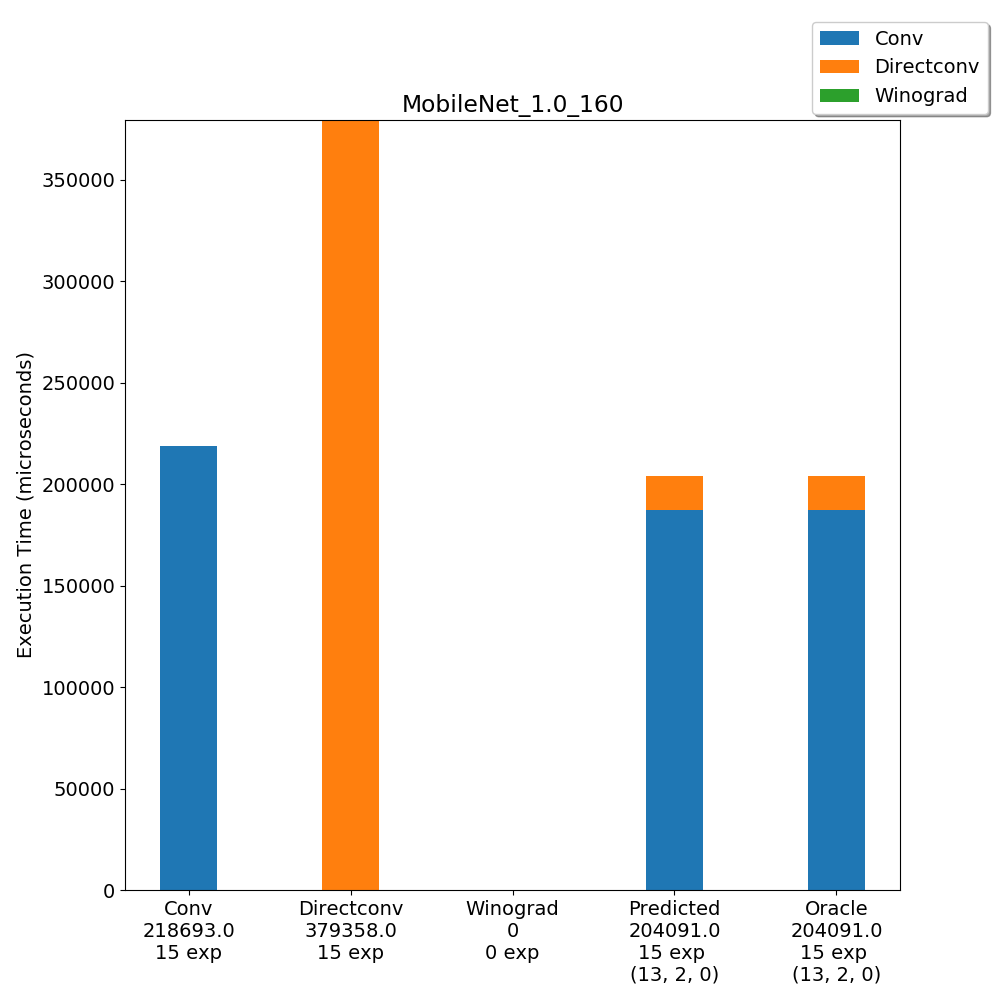 Conv
Directconv
Winograd
MobileNet_1.0_160
Execution Time (microseconds)
350000
300000
250000
200000
150000
100000
50000
0
Conv
218693.0
15 exp
Directconv
379358.0
15 exp
Winograd
0
0 exp
Predicted
204091.0
15 exp
(13, 2, 0)
Oracle
204091.0
15 exp
(13, 2, 0)